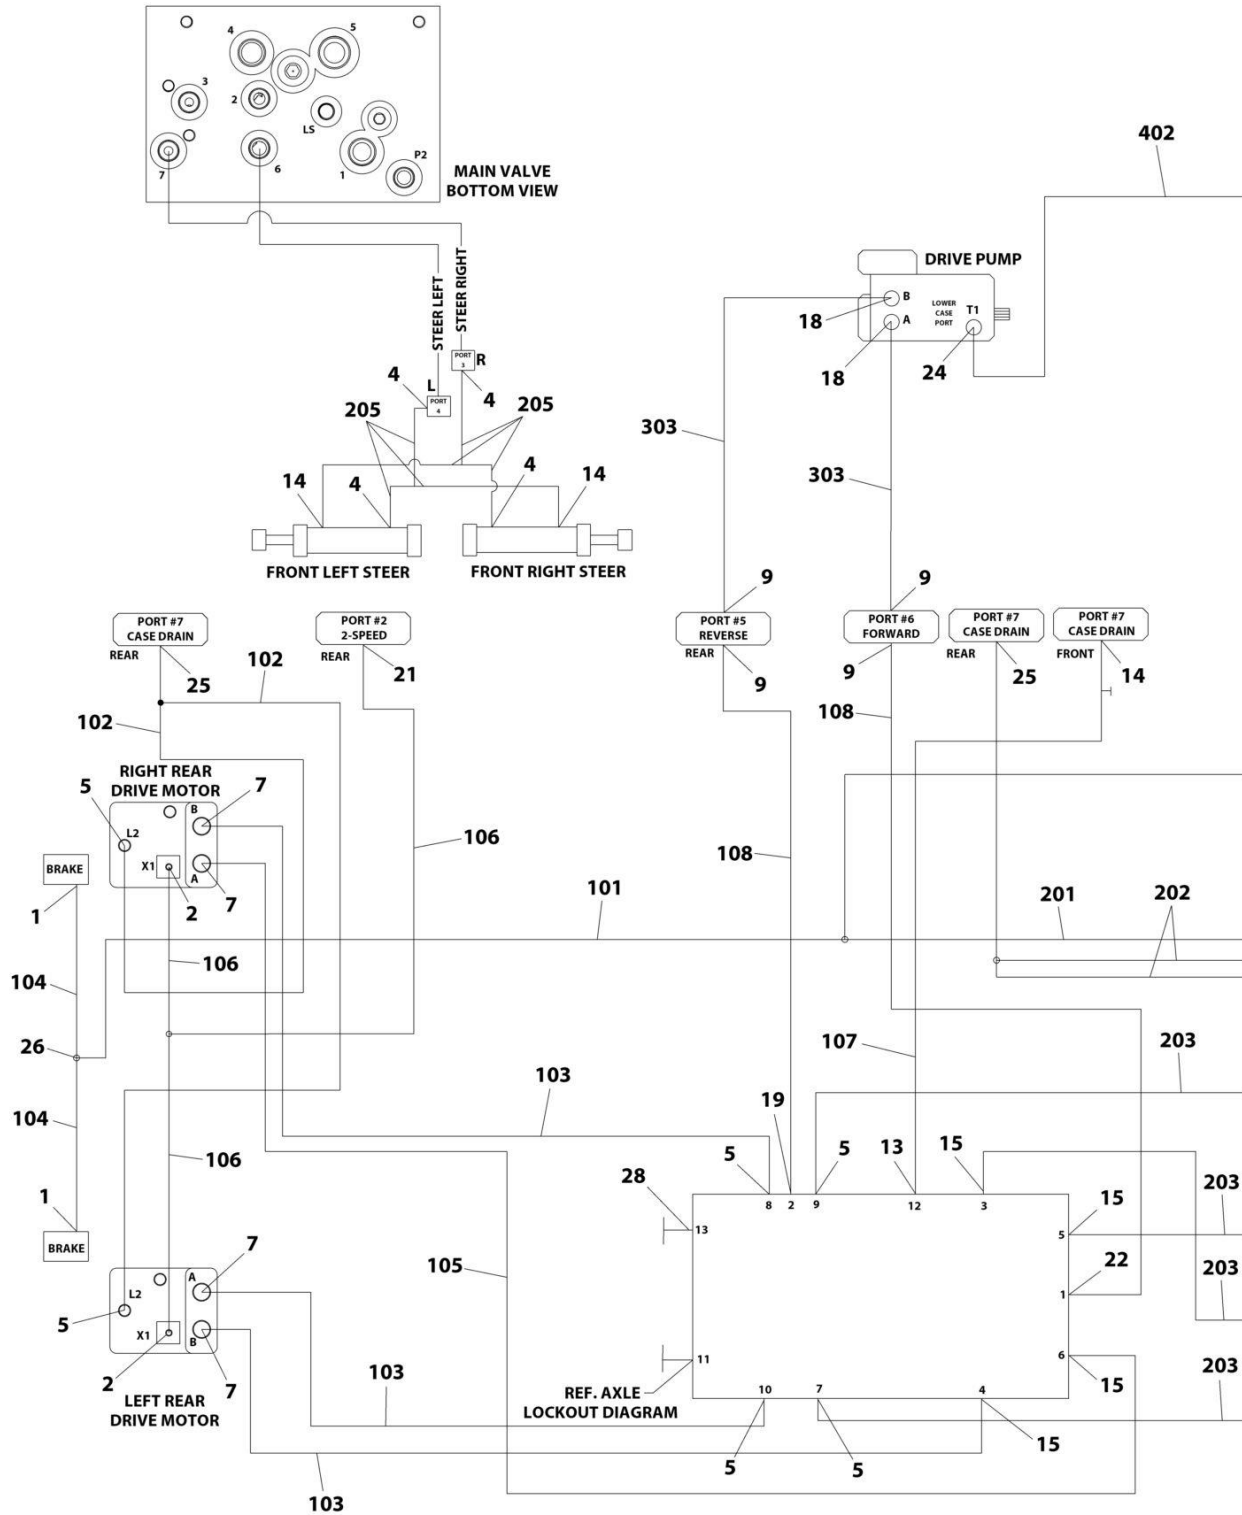 4
5
3
2
LS
7
6
1
P2
MAIN VALVE
BOTTOM VIEW
402
STEER LEFT
STEER RIGHT
DRIVE PUMP
B
A
LOWER
CASE
PORT
T1
18
18
24
PORT
3
R
4
L
PORT
4
4
205
205
303
303
14
4
4
14
FRONT LEFT STEER
FRONT RIGHT STEER
9
9
PORT #7
CASE DRAIN
REAR
25
PORT #2
2-SPEED
REAR
21
PORT #5
REVERSE
REAR
9
PORT #6
FORWARD
9
PORT #7
CASE DRAIN
REAR
25
PORT #7
CASE DRAIN
FRONT
14
102
102
108
RIGHT REAR
DRIVE MOTOR
5
7
B
L2
X1
A
2
7
106
108
BRAKE
1
101
201
202
106
104
26
107
203
104
103
19
106
5
5
13
15
28
8
2
9
12
3
15
203
13
5
1
BRAKE
7
105
22
1
203
A
L2
5
X1
B
2
7
LEFT REAR
DRIVE MOTOR
11
6
203
103
REF. AXLE
LOCKOUT DIAGRAM
10
7
4
15
15
5
5
103